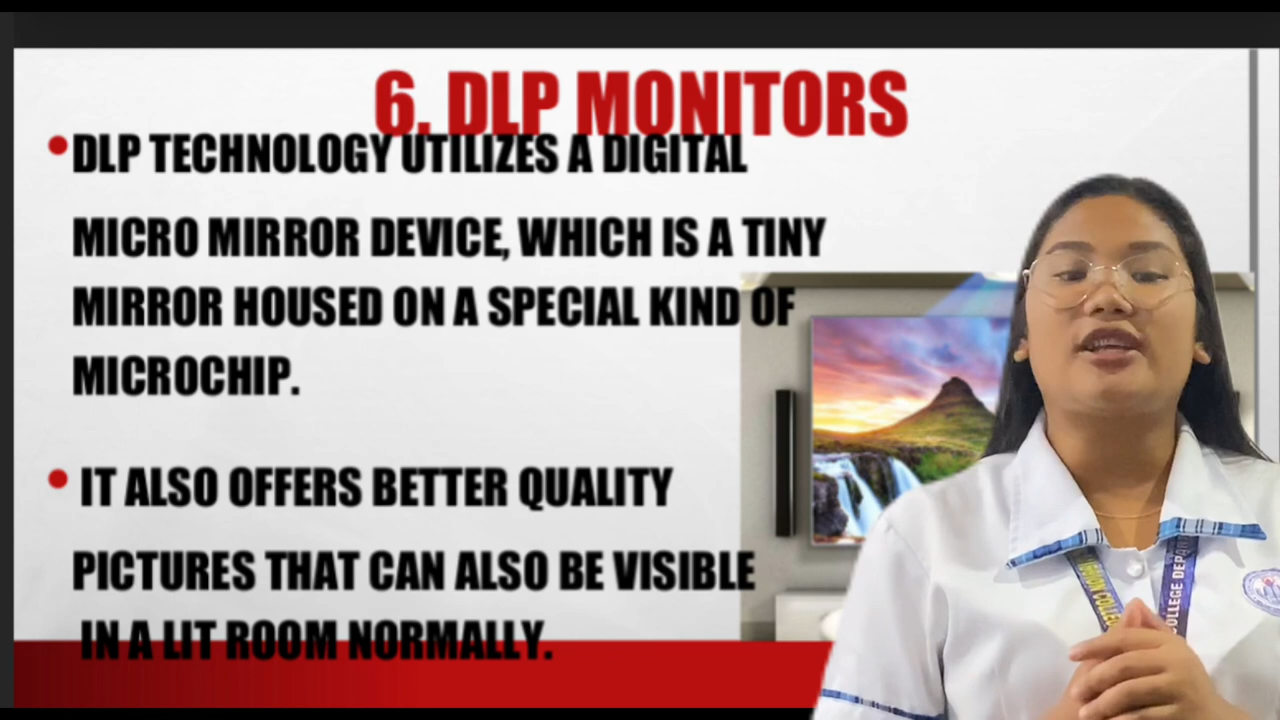 6. DLP MONITORS
•DLP TECHNOLOGY UTILIZES A DIGITAL
MICRO MIRROR DEVICE, WHICH IS A TINY
MIRROR HOUSED ON A SPECIAL KIND OF
MICROCHIP.
• IT ALSO OFFERS BETTER QUALITY
PICTURES THAT CAN ALSO BE VISIBLE
IN A LIT ROOM NORMALLY.
COLLEGE